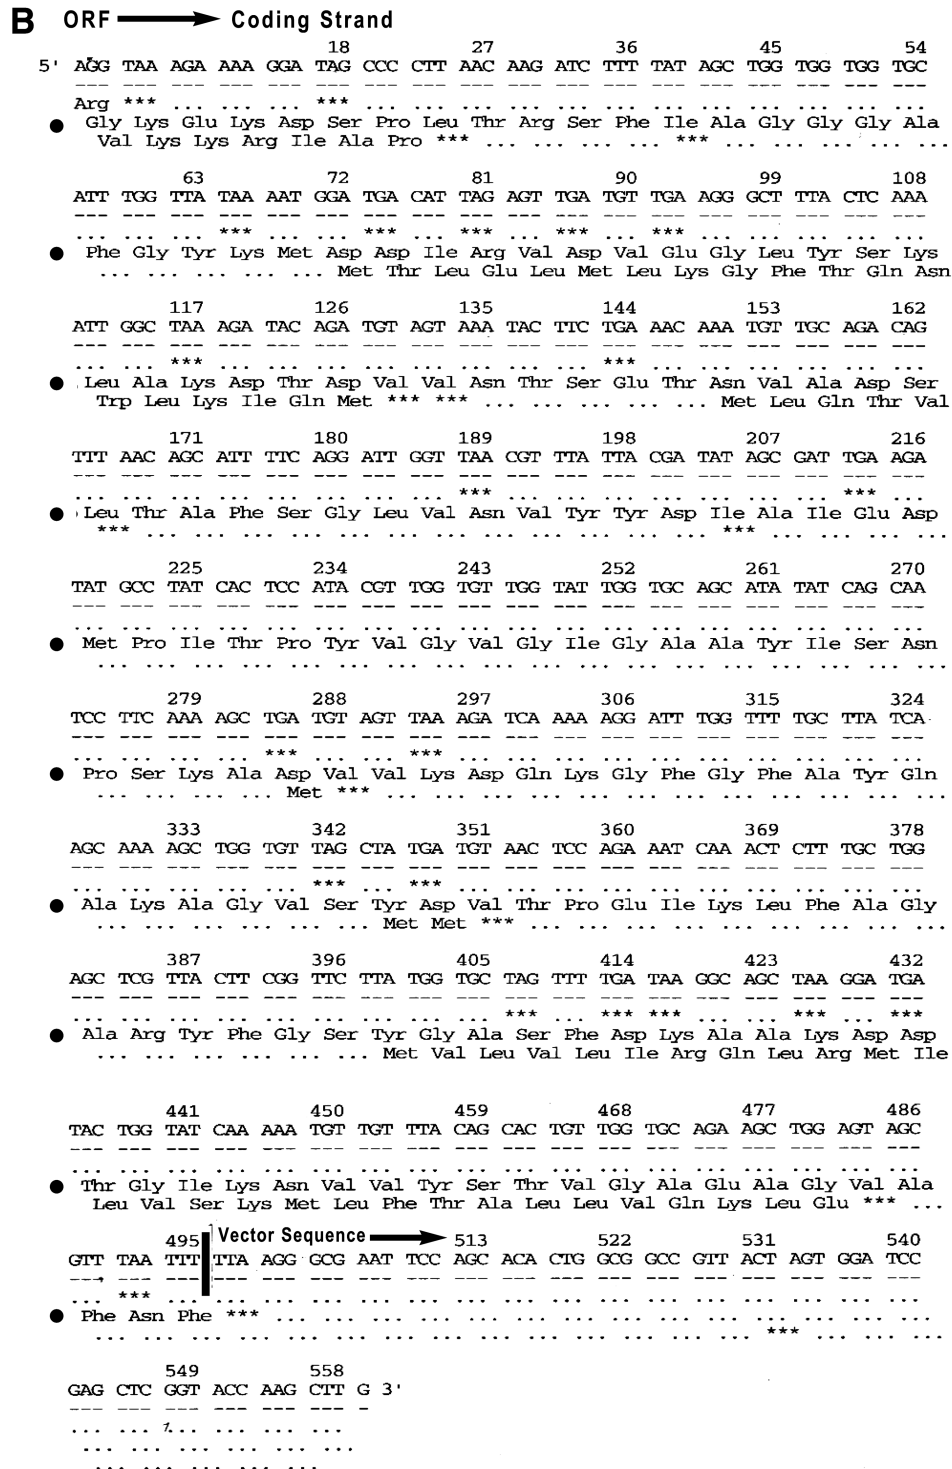 B ORF Coding Strand
18 27 36 45 54
5' AGG TAA AGA AAA GGA TAG CCC CTT AAC AAG ATC TTT TAT AGC TGG TGG TGG TGC
Arg *** ... ... ... *** ... ... ... ... ... ... ... ... ... ... ... ...
● Gly Lys Glu Lys Asp Ser Pro Leu Thr Arg Ser Phe Ile Ala Gly Gly Gly Ala
Val Lys Lys Arg Ile Ala Pro *** ... ... ... ... *** ... ... ... ... ...
63 72 81 90 99 108
ATT TGG TTA TAA AAT GGA TGA CAT TAG AGT TGA TGT TGA AGG GCT TTA CTC AAA
... ... ... *** ... ... *** ... *** ... *** ... *** ... ... ... ... ...
● Phe Gly Tyr Lys Met Asp Asp Ile Arg Val Asp Val Glu Gly Leu Tyr Ser Lys
... ... ... ... ... Met Thr Leu Glu Leu Met Leu Lys Gly Phe Thr Gln Asn
117 126 135 144 153 162
ATT GGC TAA AGA TAC AGA TGT AGT AAA TAC TTC TGA AAC AAA TGT TGC AGA CAG
... ... *** ... ... ... ... ... ... ... ... *** ... ... ... ... ... ...
● Leu Ala Lys Asp Thr Asp Val Val Asn Thr Ser Glu Thr Asn Val Ala Asp Ser
Trp Leu Lys Ile Gln Met *** *** ... ... ... ... ... Met Leu Gln Thr Val
171 180 189 198 207 216
TTT AAC AGC ATT TTC AGG ATT GGT TAA CGT TTA TTA CGA TAT AGC GAT TGA AGA
... ... ... ... ... ... ... ... *** ... ... ... ... ... ... ... *** ...
● Leu Thr Ala Phe Ser Gly Leu Val Asn Val Tyr Tyr Asp Ile Ala Ile Glu Asp
*** ... ... ... ... ... ... ... ... ... ... ... ... *** ... ... ... ...
225 234 243 252 261 270
TAT GCC TAT CAC TCC ATA CGT TGG TGT TGG TAT TGG TGC AGC ATA TAT CAG CAA
● Met Pro Ile Thr Pro Tyr Val Gly Val Gly Ile Gly Ala Ala Tyr Ile Ser Asn
279 288 297 306 315 324
TCC TTC AAA AGC TGA TGT AGT TAA AGA TCA AAA AGG ATT TGG TTT TGC TTA TCA
... ... ... ... *** ... ... *** ... ... ... ... ... ... ... ... ... ...
● Pro Ser Lys Ala Asp Val Val Lys Asp Gln Lys Gly Phe Gly Phe Ala Tyr Gln
... ... ... ... Met *** ... ... ... ... ... ... ... ... ... ... ... ...
333 342 351 360 369 378
AGC AAA AGC TGG TGT TAG CTA TGA TGT AAC TCC AGA AAT CAA ACT CTT TGC TGG
... ... ... ... ... *** ... *** ... ... ... ... ... ... ... ... ... ...
● Ala Lys Ala Gly Val Ser Tyr Asp Val Thr Pro Glu Ile Lys Leu Phe Ala Gly
... ... ... ... ... ... Met Met *** ... ... ... ... ... ... ... ... ...
387 396 405 414 423 432
AGC TCG TTA CTT CGG TTC TTA TGG TGC TAG TTT TGA TAA GGC AGC TAA GGA TGA
... ... ... ... ... ... ... ... ... *** ... *** *** ... ... *** ... ***
● Ala Arg Tyr Phe Gly Ser Tyr Gly Ala Ser Phe Asp Lys Ala Ala Lys Asp Asp
... ... ... ... ... ... Met Val Leu Val Leu Ile Arg Gln Leu Arg Met Ile
441 450 459 468 477 486
TAC TGG TAT CAA AAA TGT TGT TTA CAG CAC TGT TGG TGC AGA AGC TGG AGT AGC
● Thr Gly Ile Lys Asn Val Val Tyr Ser Thr Val Gly Ala Glu Ala Gly Val Ala
Leu Val Ser Lys Met Leu Phe Thr Ala Leu Leu Val Gln Lys Leu Glu *** ...
Vector Sequence
495 513 522 531 540
GTT TAA TTT TTA AGG GCG AAT TCC AGC ACA CTG GCG GCC GTT ACT AGT GGA TCC
... *** ... ... ... ... ... ... ... ... ... ... ... ... ... ... ... ...
● Phe Asn Phe *** ... ... ... ... ... ... ... ... ... ... ... ... ... ...
... ... ... ... ... ... ... ... ... ... ... ... ... ... *** ... ... ...
549 558
GAG CTC GGT ACC AAG CTT G 3'